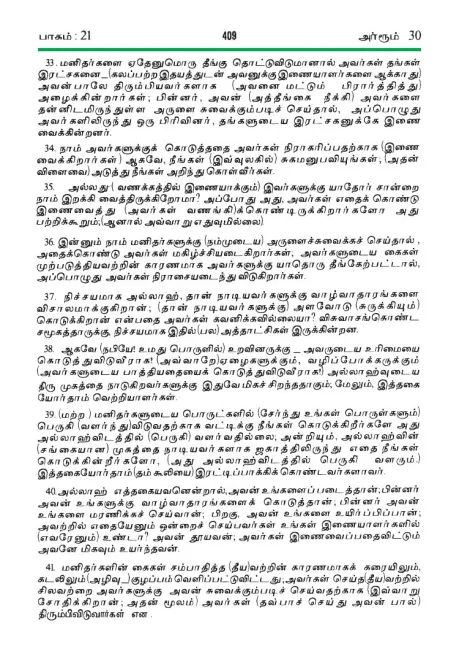 பாகம் : 21 409 அர்ரூம் 30
33. மனிதர்களை ஏதேனுமொரு தீங்கு தொட்டுவிடுமானால் அவர்கள் தங்கள்
இரட்சகனை_(கலப்பற்ற இதயத்துடன் அவனுக்கு இணையாளர்களை ஆக்காது)
அவன்பாலே திரும்பியவர்களாக (அவனை மட்டும் பிரார்த்தித்து)
அழைக்கின்றார்கள் ; பின்னர், அவன் (அத்தீங்கை நீக்கி) அவர்களை
தன்னிடமிருந்துள்ள அருளை சுவைக்கும்படிச் செய்தால், அப்பொழுது
அவர்களிலிருந்து ஒரு பிரிவினர், தங்களுடைய இரட்சகனுக்கே இணை
வைக்கின்றனர்.
34. நாம் அவர்களுக்குக் கொடுத்ததை அவர்கள் நிராகரிப்பதற்காக (இணை
வைக்கிறார்கள்) ஆகவே, நீங்கள் (இவ்வுலகில்) சுகமனுபவியுங்கள் ; (அதன்
விளைவை) அடுத்து நீங்கள் அறிந்து கொள்வீர்கள்.
35. அல்லது ( வணக்கத்தில் இணையாக்கும்) இவர்களுக்கு யாதோர் சான்றை
நாம் இறக்கி வைத்திருக்கிறோமா? அப்போது அது, அவர்கள் எதைக் கொண்டு
இணைவைத்து (அவர்கள் வணங்கி)க்கொண்டிருக்கிறார்களோ அது
பற்றிக்கூறும்; (ஆனால் அவ்வாறு எதுவுமில்லை).
36. இன்னும் நாம் மனிதர்களுக்கு (நம்முடைய) அருளைச்சுவைக்கச் செய்தால் ,
அதைக்கொண்டு அவர்கள் மகிழ்ச்சியடைகிறார்கள்; அவர்களுடைய கைகள்
முற்படுத்தியவற்றின் காரணமாக அவர்களுக்கு யாதொரு தீங்கேற்பட்டால்,
அப்பொழுது அவர்கள் நிராசையடைந்து விடுகிறார்கள்.
37. நிச்சயமாக அல்லாஹ், தான் நாடியவர்களுக்கு வாழ்வாதாரங்களை
விசாலமாக்குகிறான் ; (தான் நாடியவர்களுக்கு) அளவோடு (சுருக்கியும்)
கொடுக்கிறான் என்பதை அவர்கள் கவனிக்கவில்லையா? விசுவாசங்கொண்ட
சமூகத்தாருக்கு, நிச்சயமாக இதில் (பல) அத்தாட்சிகள் இருக்கின்றன.
38. ஆகவே (நபியே! உமது பொருளில்) உறவினருக்கு _ அவருடைய உரிமையை
கொடுத்துவிடுவீராக! (அவ்வாறே)ஏழைகளுக்கும், வழிப்போக்கருக்கும்
(அவர்களுடைய பாத்தியதையைக் கொடுத்துவிடுவீராக!) அல்லாஹ்வுடைய
திரு முகத்தை நாடுகிறவர்களுக்கு இதுவே மிகச் சிறந்ததாகும்; மேலும், இத்தகை
யோர்தாம் வெற்றியாளர்கள்.
39. (மற்ற ) மனிதர்களுடைய பொருட்களில் (சேர்ந்து உங்கள் பொருள்களும்)
பெருகி (வளர்ந்து)விடுவதற்காக வட்டிக்கு நீங்கள் கொடுக்கிறீர்களே அது
அல்லாஹ்விடத்தில் (பெருகி) வளர்வதில்லை; அன்றியும், அல்லாஹ்வின்
(சங்கையான) முகத்தை நாடியவர்களாக ஜகாத்திலிருந்து எதை நீங்கள்
கொடுக்கின்றீர்களோ, (அது அல்லாஹ்விடத்தில் பெருகி வளரும்.)
இத்தகையோர்தாம் (தம் கூலியை) இரட்டிப்பாக்கிக் கொண்டவர்களாவர்.
40. அல்லாஹ் எத்தகையவனென்றால், அவன் உங்களைப்படைத்தான்; பின்னர்
அவன் உங்களுக்கு வாழ்வாதாரங்களைக் கொடுத்தான் ; பின்னர் அவன்
உங்களை மரணிக்கச் செய்வான்; பிறகு, அவன் உங்களை உயிர்ப்பிப்பான்;
அவற்றில் எதையேனும் ஒன்றைச் செய்பவர்கள் உங்கள் இணையாளர்களில்
(எவரேனும்) உண்டா? அவன் தூயவன்; அவர்கள் இணைவைப்பதைவிட்டும்
அவனே மிகவும் உயர்ந்தவன்.
41. மனிதர்களின் கைகள் சம்பாதித்த (தீய)வற்றின் காரணமாகக் கரையிலும்,
கடலிலும் (அழிவு_) குழப்பம் வெளிப்பட்டுவிட்டது; அவர்கள் செய்த(தீய)வற்றில்
சிலவற்றை அவர்களுக்கு அவன் சுவைக்கும்படிச் செய்வதற்காக (இவ்வாறு
சோதிக்கிறான் ; அதன் மூலம்) அவர்கள் (தவ்பாச் செய்து அவன் பால்)
திரும்பிவிடுவார்கள் என .